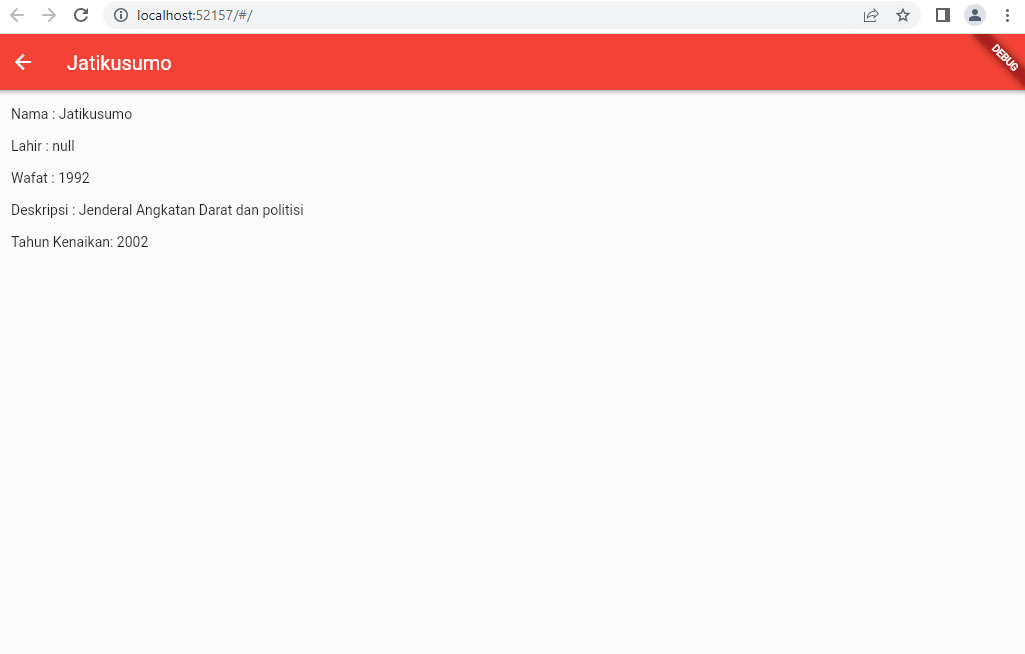 localhost:52157/#/
Jatikusumo
DEBUG
Nama : Jatikusumo
Lahir : null
Wafat : 1992
Deskripsi : Jenderal Angkatan Darat dan politisi
Tahun Kenaikan: 2002